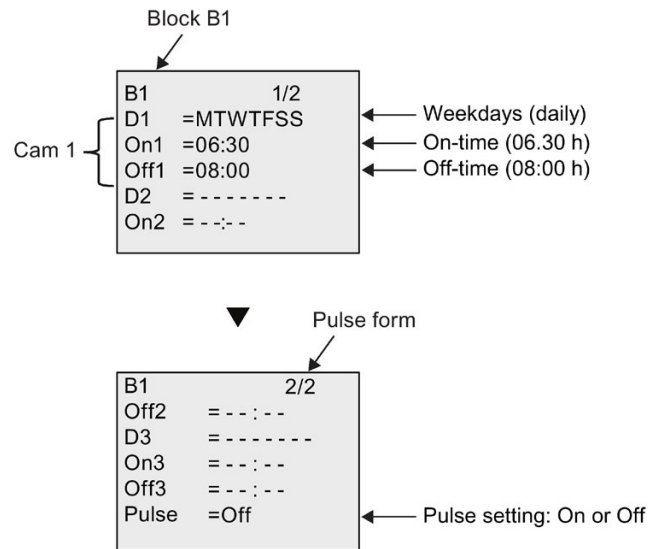 Block B1
B1 1/2
D1 =MTWTFSS
Weekdays (daily)
Cam 1
On1 =06:30
On-time (06.30 h)
Off1 =08:00
Off-time (08:00 h)
D2 = - - - - - - -
On2 = - -:- -
Pulse form
B1 2/2
Off2 = - - : - -
D3 = - - - - - - -
On3 = - - : - -
Off3 = - - : - -
Pulse =Off
Pulse setting: On or Off